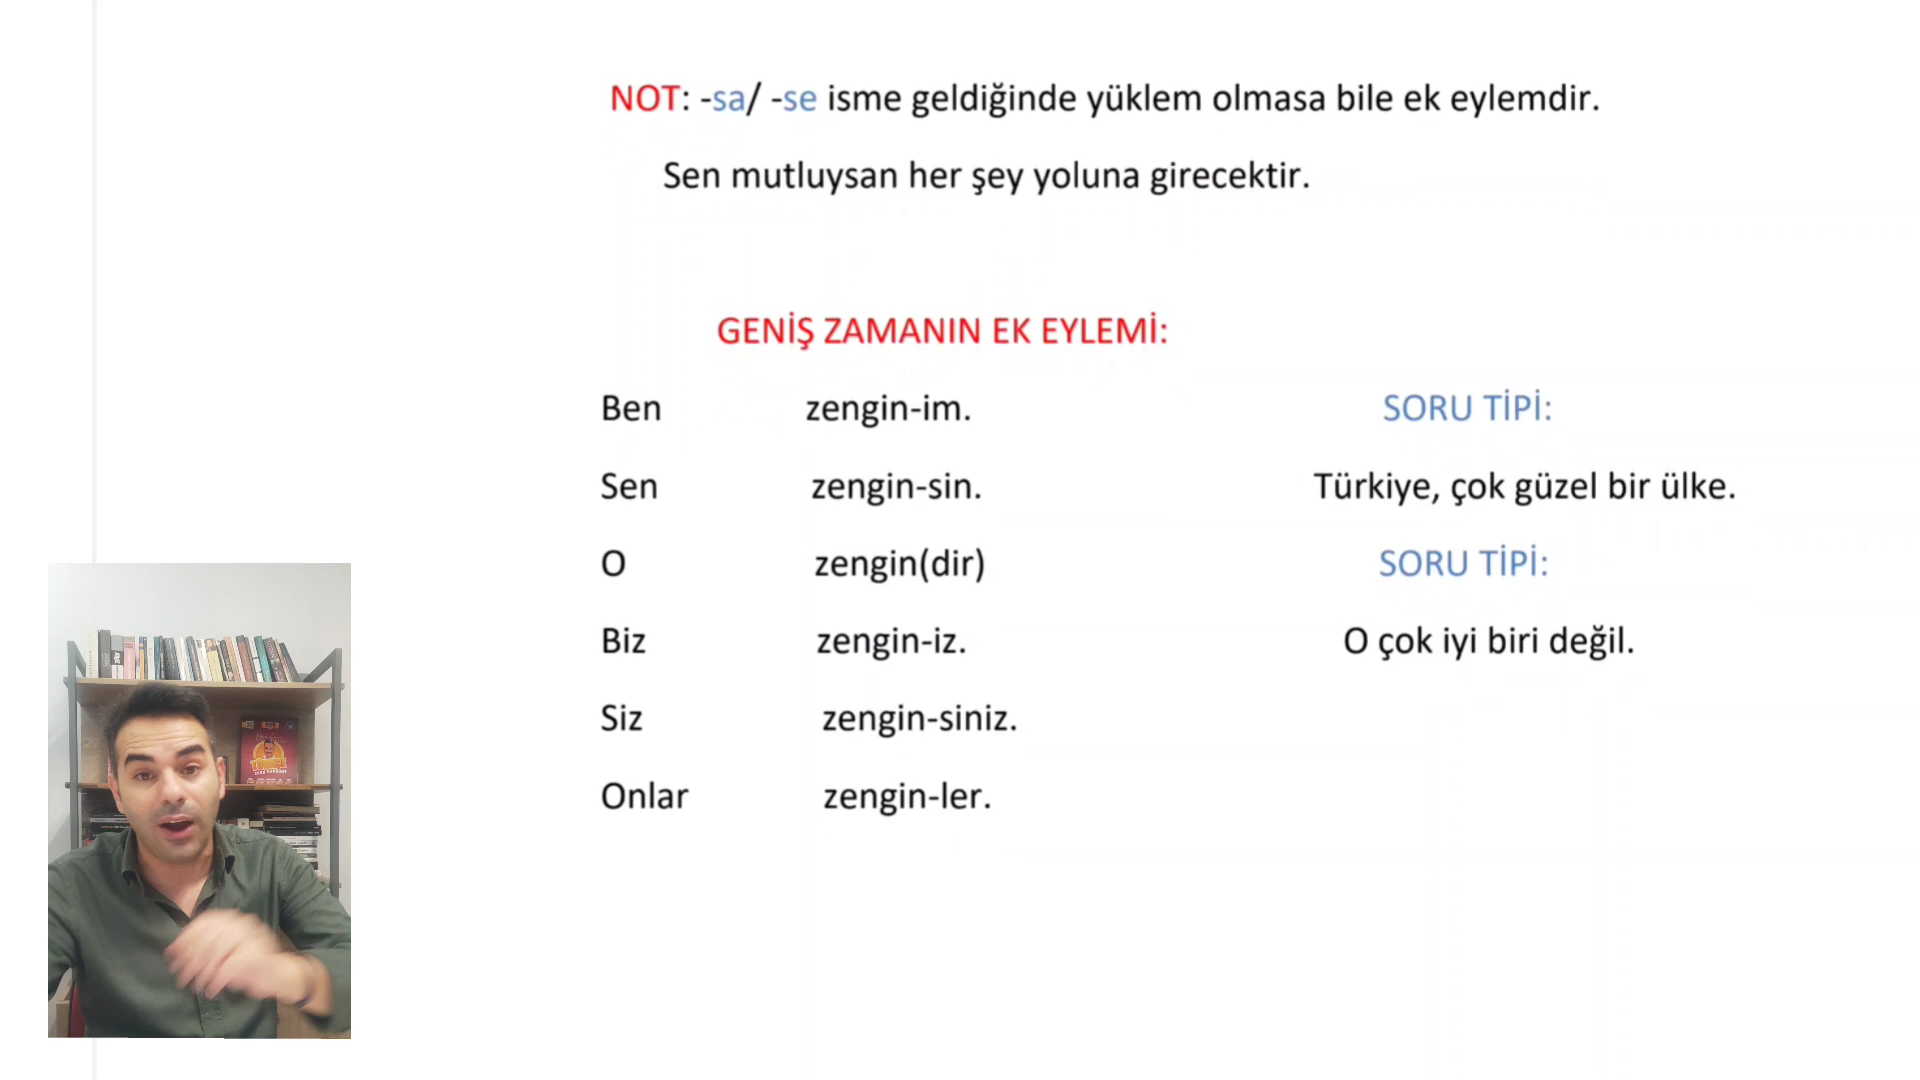 NOT: -sa/ -se isme geldiğinde yüklem olmasa bile ek eylemdir.
Sen mutluysan her şey yoluna girecektir.
GENİŞ ZAMANIN EK EYLEMİ:
Ben zengin-im.
Sen zengin-sin.
O zengin(dir)
Biz zengin-iz.
Siz zengin-siniz.
Onlar zengin-ler.
SORU TİPİ:
Türkiye, çok güzel bir ülke.
SORU TİPİ:
O çok iyi biri değil.